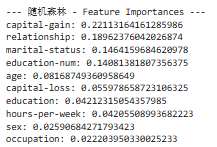 --- 随机森林 - Feature Importances ---
capital-gain: 0.22113164161285986
relationship: 0.18962376042026874
marital-status: 0.1464159684620978
education-num: 0.14081381807356375
age: 0.08168749360958649
capital-loss: 0.055978658723106325
education: 0.04212315054357985
hours-per-week: 0.04205508993682223
sex: 0.02590684271793423
occupation: 0.022203950330025233